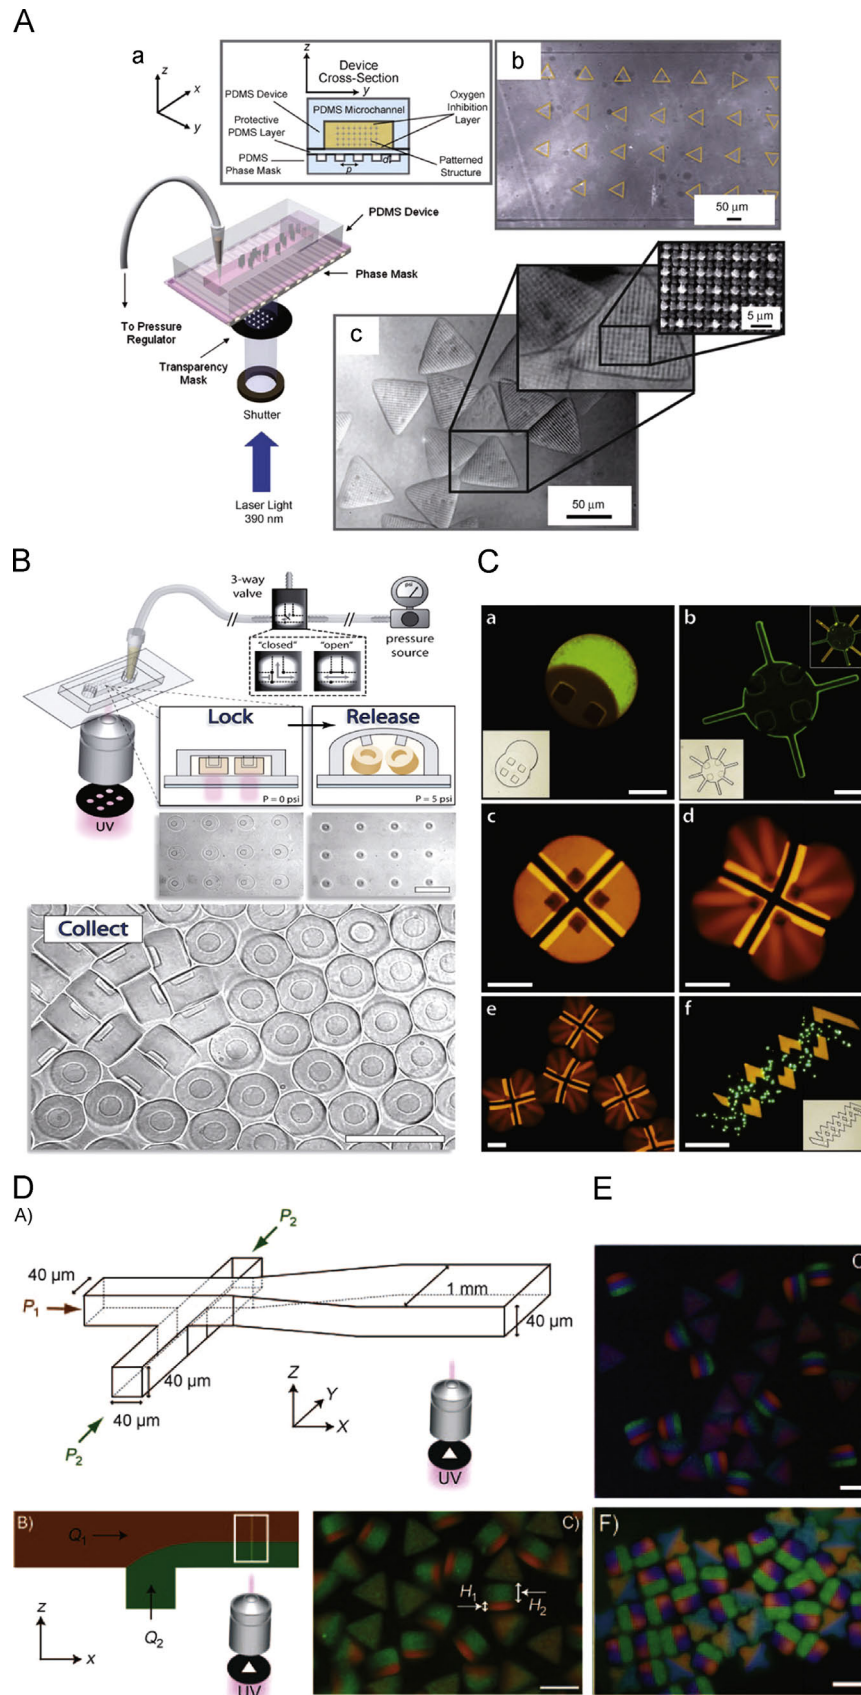 A
a
z
x
y
z
Device
Cross-Section
y
PDMS Device
PDMS Microchannel
Oxygen
Inhibition
Layer
Protective
PDMS Layer
PDMS
Phase Mask
p
d
Patterned
Structure
PDMS Device
Phase Mask
To Pressure
Regulator
Transparency
Mask
Shutter
Laser Light
390 nm
b
50 µm
c
5 µm
50 µm
B
3-way
valve
"closed"
"open"
pressure
source
Lock
Release
P = 0 psi
P = 5 psi
UV
Collect
C
a
b
c
d
e
f
D
A)
P2
40 µm
P1
1 mm
40 µm
40 µm
40 µm
P2
Z
Y
X
UV
B)
Q1
Q2
z
x
UV
C)
H1
H2
E
F)